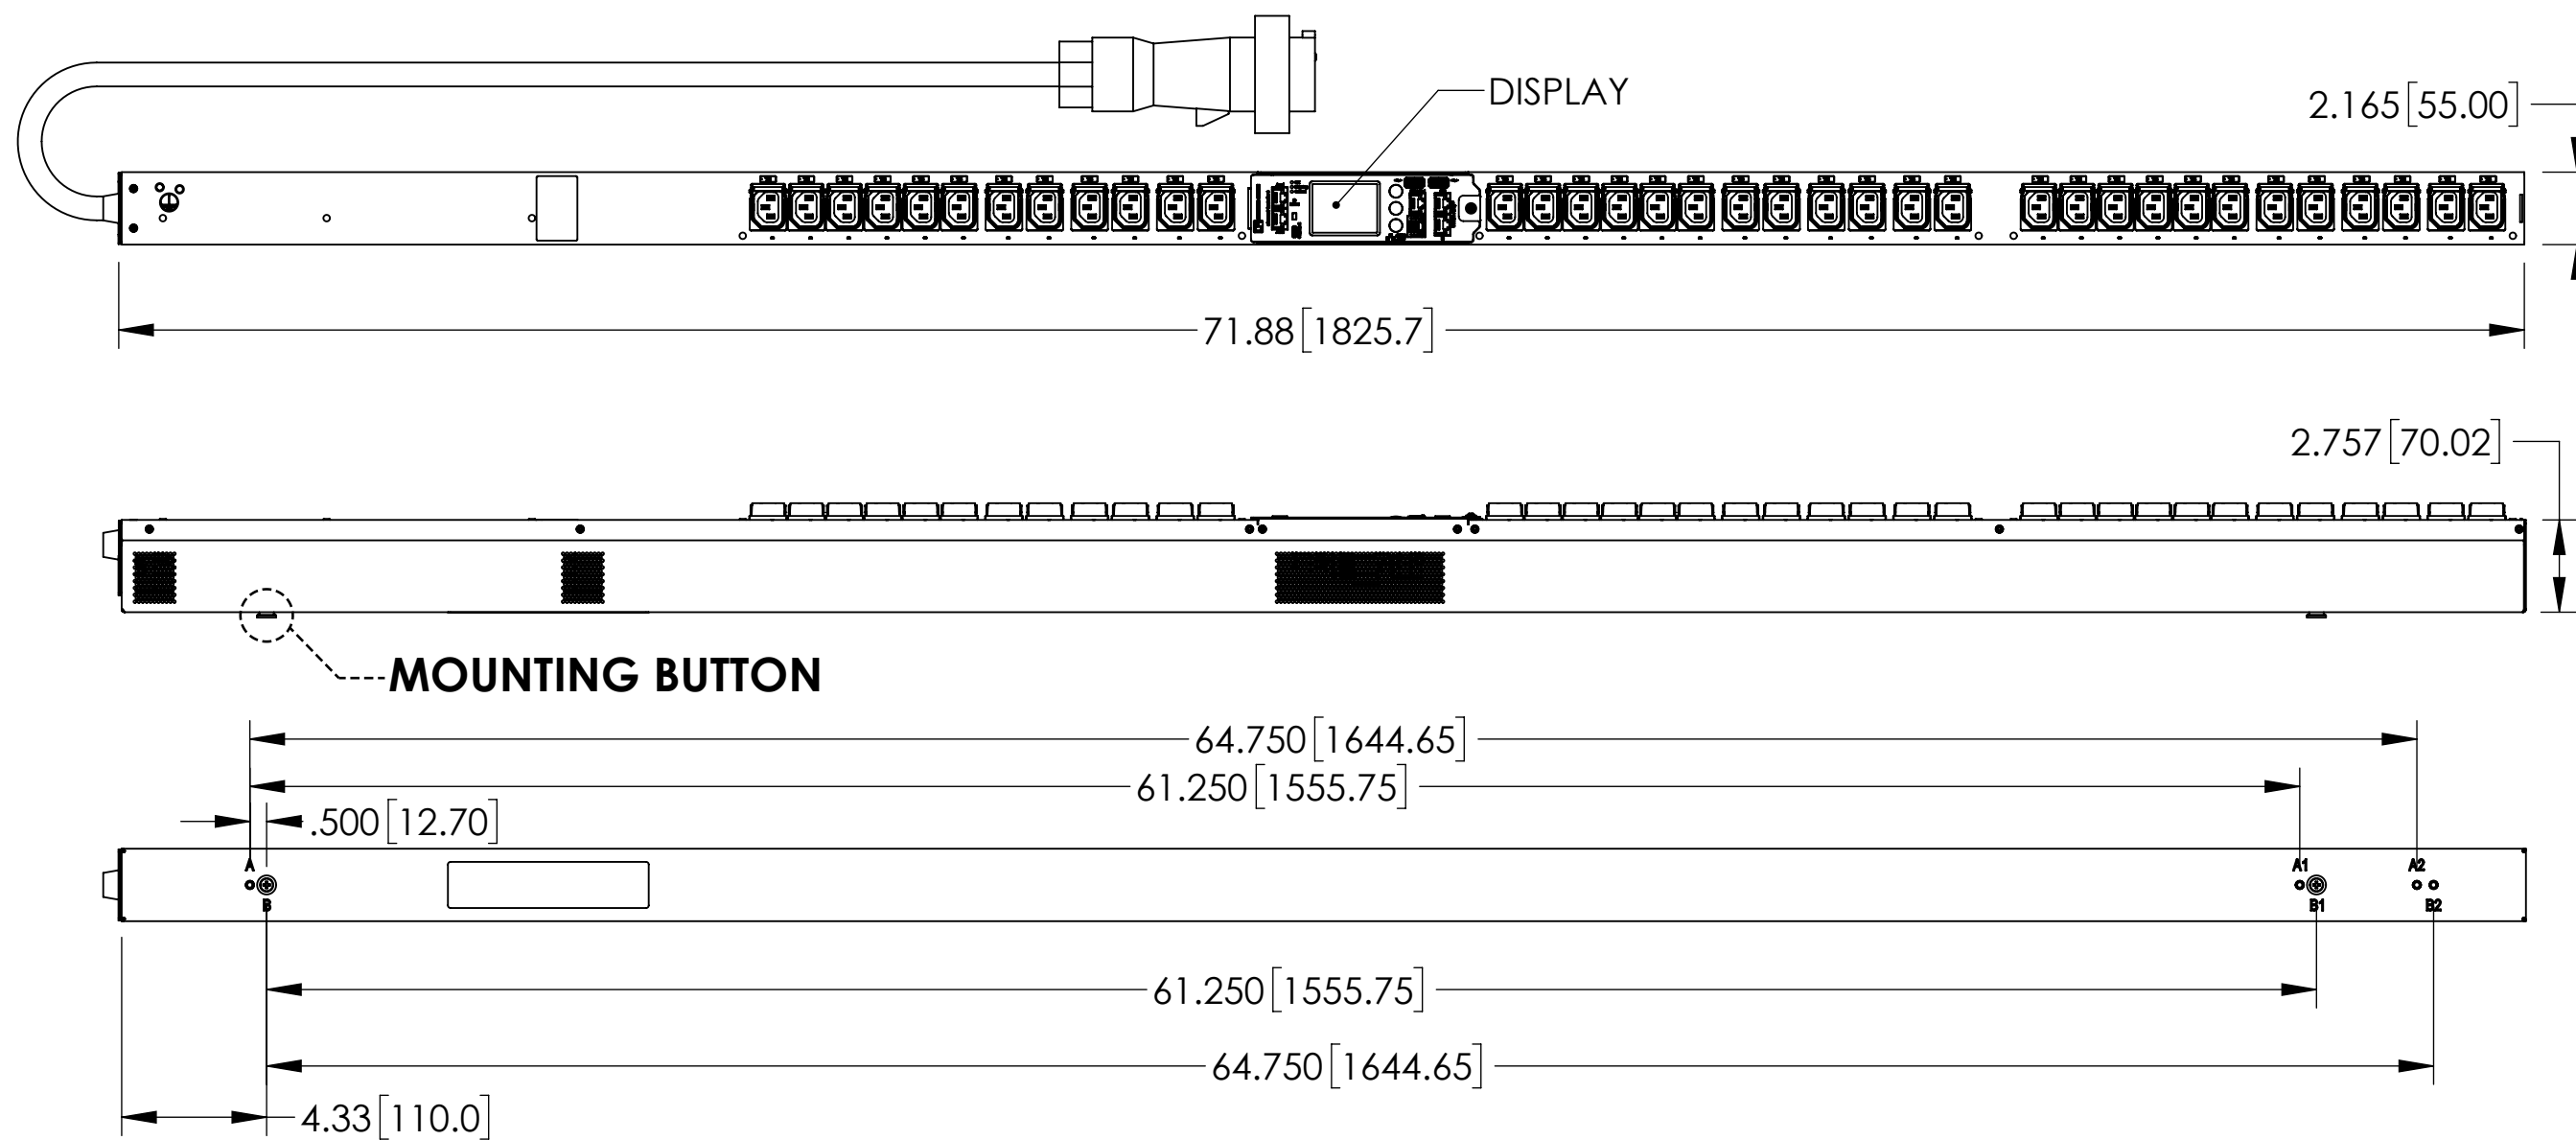 DISPLAY
2.165[55.00]
71.88[1825.7]
2.757[70.02]
MOUNTING BUTTON
64.750[1644.65]
61.250[1555.75]
.500[12.70]
A
B
A1
B1
A2
B2
61.250[1555.75]
64.750[1644.65]
4.33[110.0]